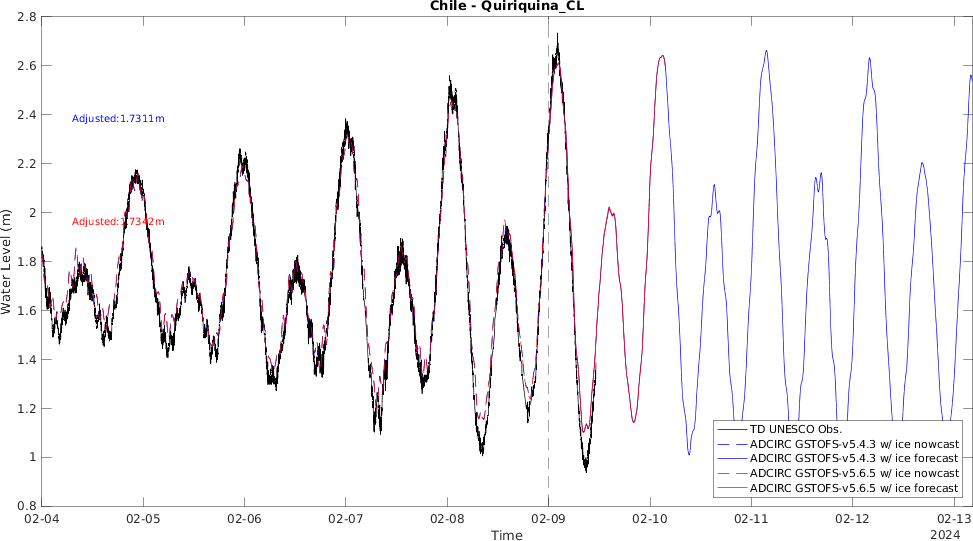 Chile - Quiriquina_CL
2.8
2.6
2.4
2.2
2
1.8
1.6
1.4
1.2
1
0.8
Water Level (m)
Adjusted:1.7311m
Adjusted:1.7342m
TD UNESCO Obs.
ADCIRC GSTOFS-v5.4.3 w/ ice nowcast
ADCIRC GSTOFS-v5.4.3 w/ ice forecast
ADCIRC GSTOFS-v5.6.5 w/ ice nowcast
ADCIRC GSTOFS-v5.6.5 w/ ice forecast
02-04 02-05 02-06 02-07 02-08 02-09 02-10 02-11 02-12 02-13
2024
Time